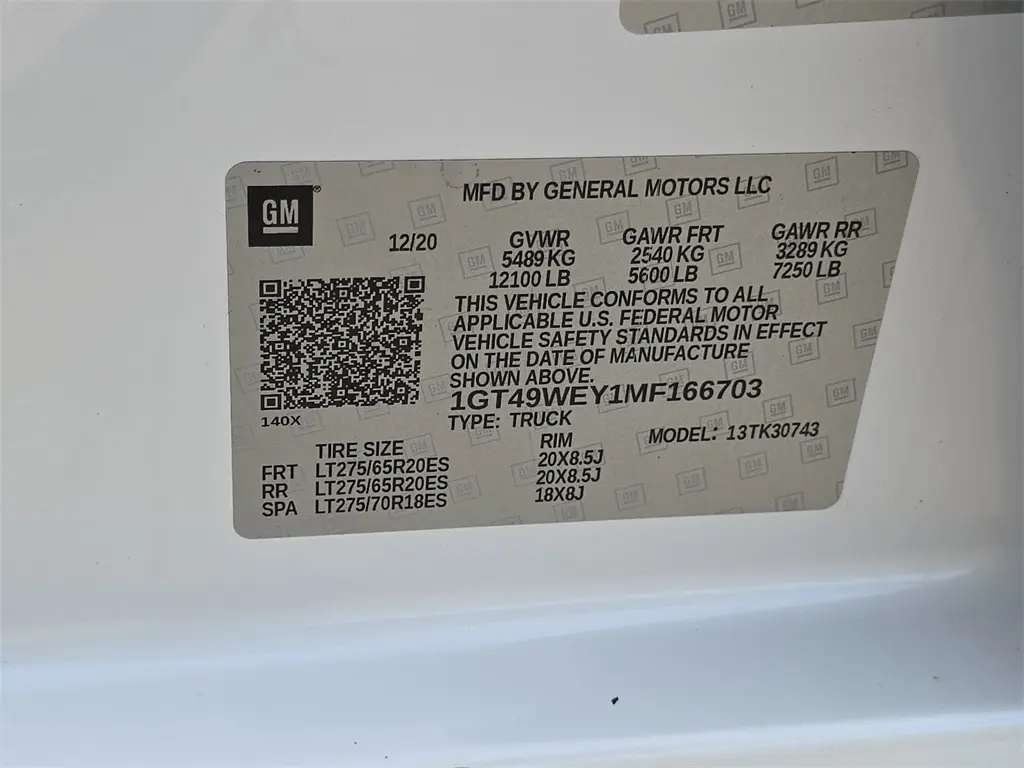 GM
MFD BY GENERAL MOTORS LLC
12/20
GVWR GAWR FRT GAWR RR
5489 KG 2540 KG 3289 KG
12100 LB 5600 LB 7250 LB
THIS VEHICLE CONFORMS TO ALL
APPLICABLE U.S. FEDERAL MOTOR
VEHICLE SAFETY STANDARDS IN EFFECT
ON THE DATE OF MANUFACTURE
SHOWN ABOVE.
1GT49WEY1MF166703
140X
TYPE: TRUCK MODEL: 13TK30743
TIRE SIZE RIM
FRT LT275/65R20ES 20X8.5J
RR LT275/65R20ES 20X8.5J
SPA LT275/70R18ES 18X8J